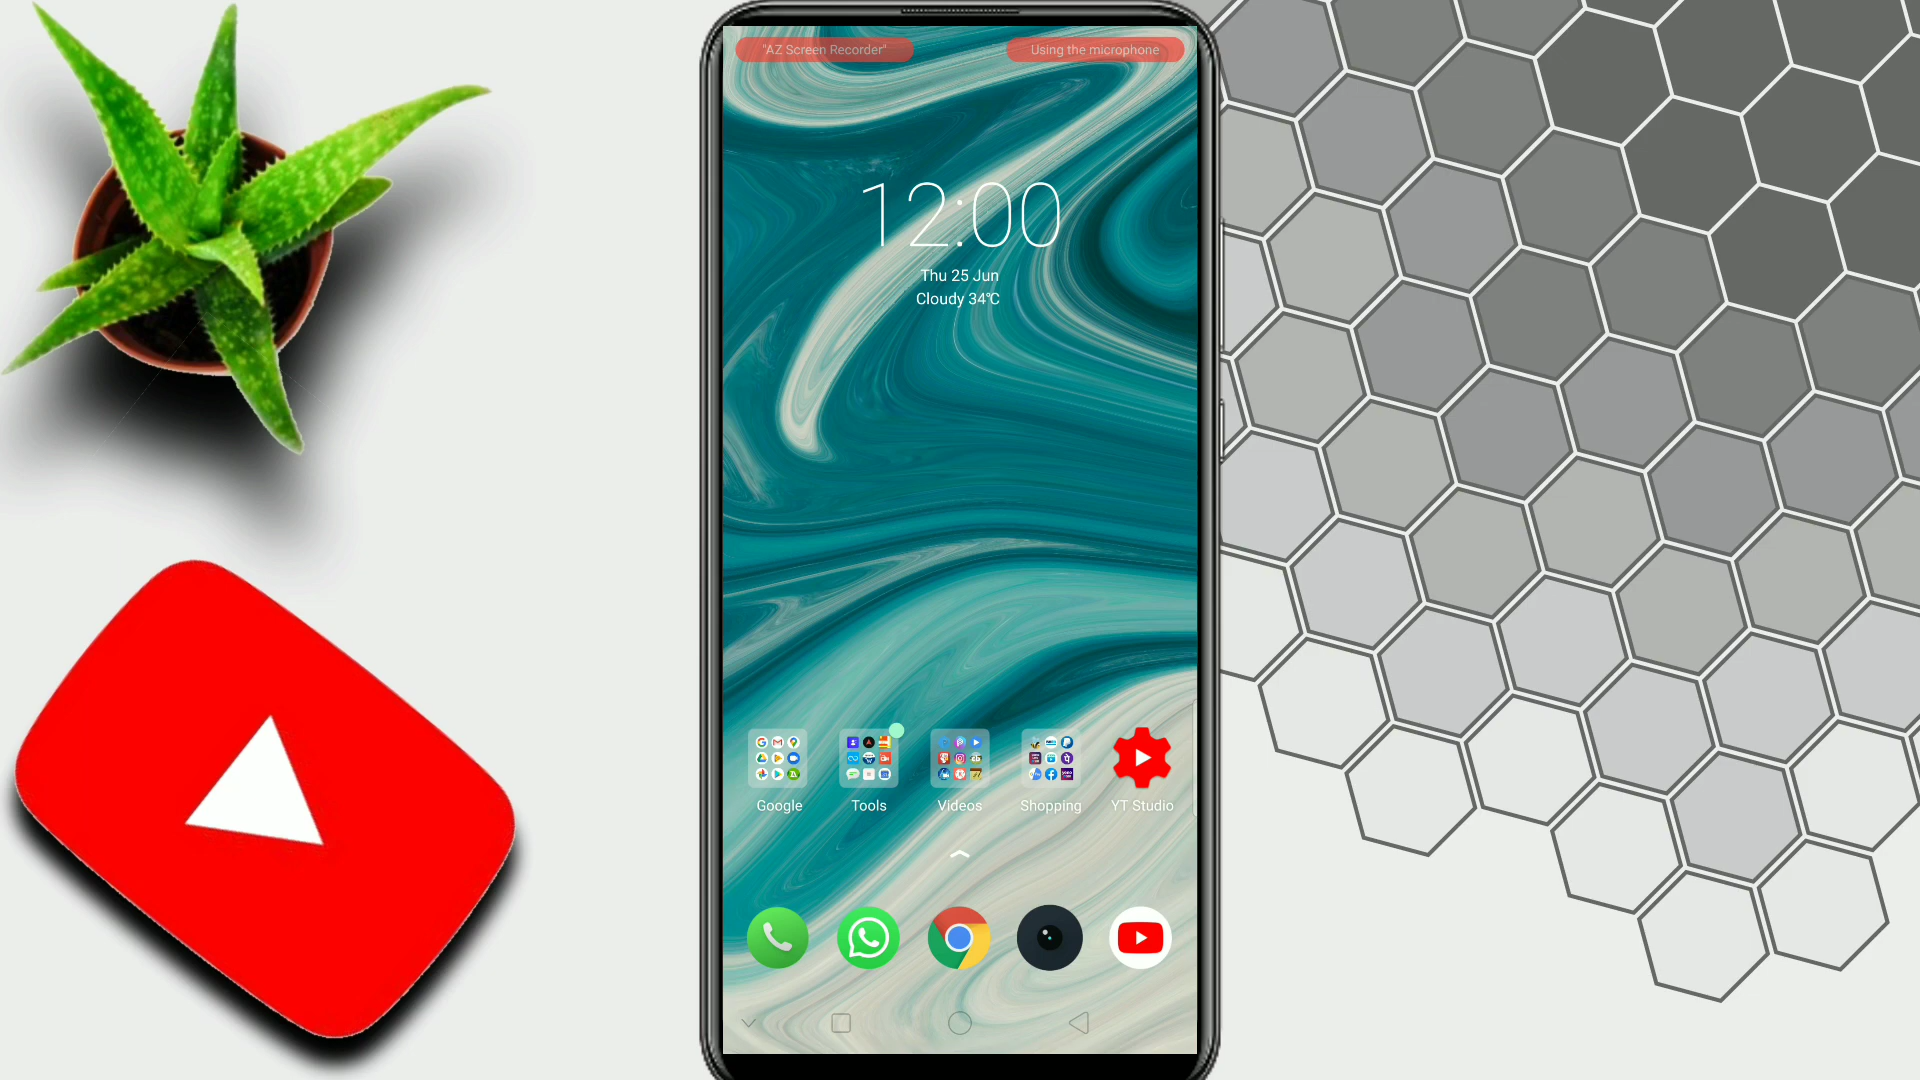 "AZ Screen Recorder"
Using the microphone
12:00
Thu 25 Jun
Cloudy 34℃
Google
Tools
Videos
Shopping
YT Studio